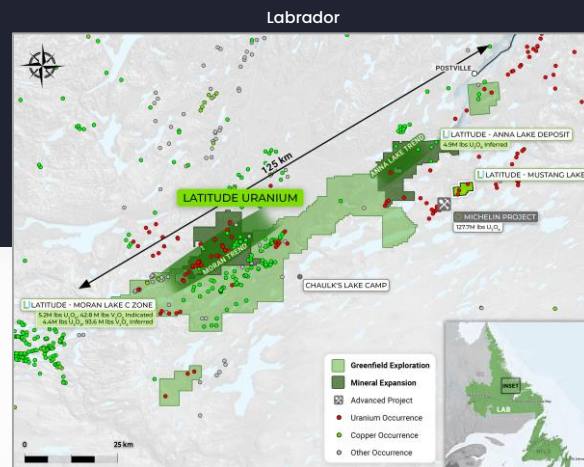 Labrador
POSTVILLE
125 km
ANNA LAKE TREND
LATITUDE - ANNA LAKE DEPOSIT
4.9M lbs U₃O₈ Inferred
LATITUDE - MUSTANG LAKE
LATITUDE URANIUM
MICHELIN PROJECT
127.7M lbs U₃O₈
MORAN TREND
CHAULK'S LAKE CAMP
LATITUDE - MORAN LAKE C ZONE
5.2M lbs U₃O₈, 42.8 M lbs V₂O₅ Indicated
4.4M lbs U₃O₈, 93.6 M lbs V₂O₅ Inferred
Greenfield Exploration
Mineral Expansion
Advanced Project
Uranium Occurrence
Copper Occurrence
Other Occurrence
INSET
LAB
NFLD
0
25 km